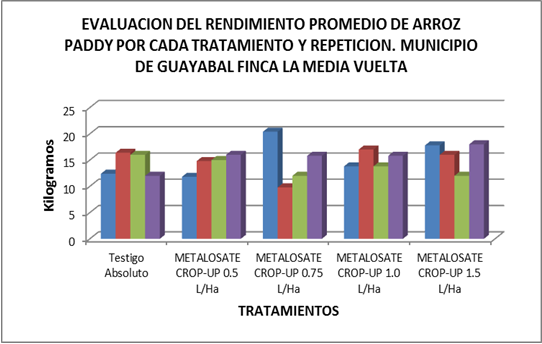 EVALUACION DEL RENDIMIENTO PROMEDIO DE ARROZ
PADDY POR CADA TRATAMIENTO Y REPETICION. MUNICIPIO
DE GUAYABAL FINCA LA MEDIA VUELTA
Kilogramos
25
20
15
10
5
0
Testigo
Absoluto
METALOSATE
CROP-UP 0.5
L/Ha
METALOSATE
CROP-UP 0.75
L/Ha
METALOSATE
CROP-UP 1.0
L/Ha
METALOSATE
CROP-UP 1.5
L/Ha
TRATAMIENTOS